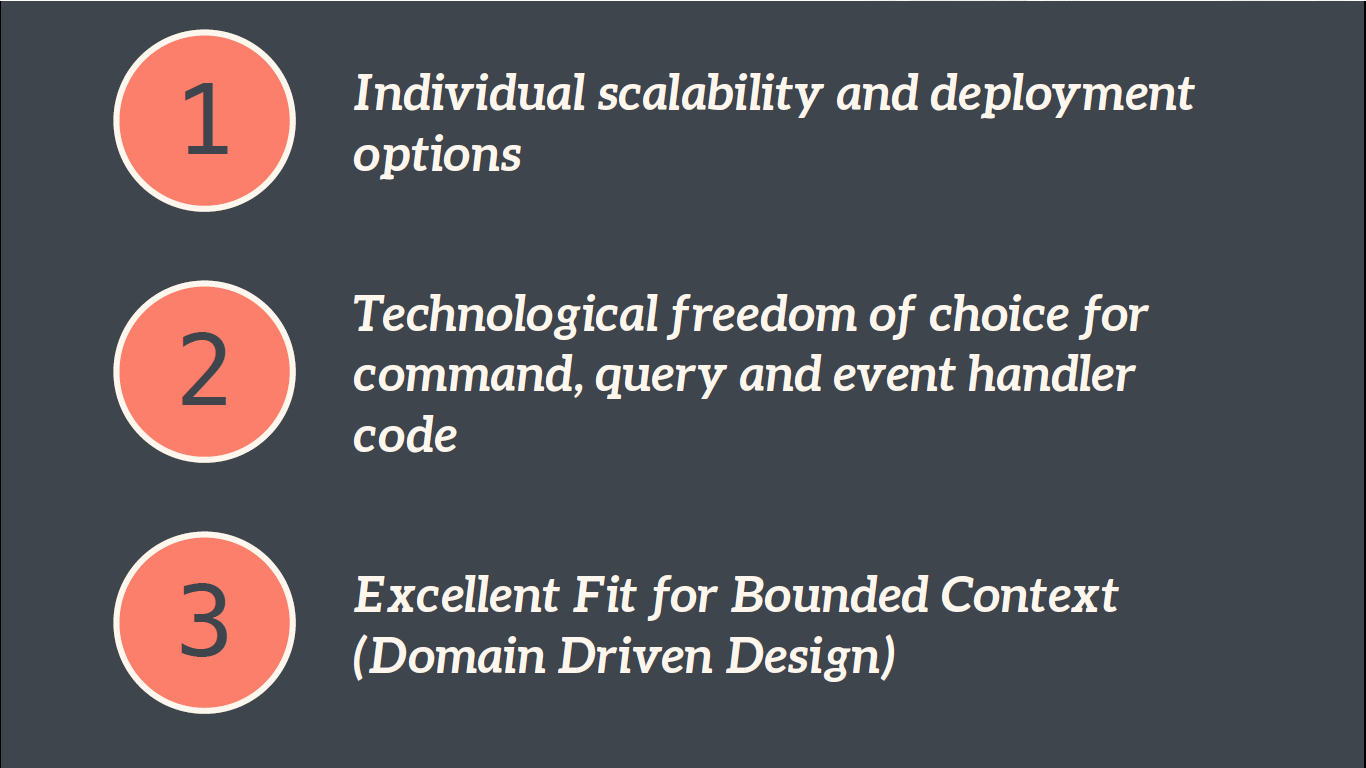 1
Individual scalability and deployment
options
2
Technological freedom of choice for
command, query and event handler
code
3
Excellent Fit for Bounded Context
(Domain Driven Design)